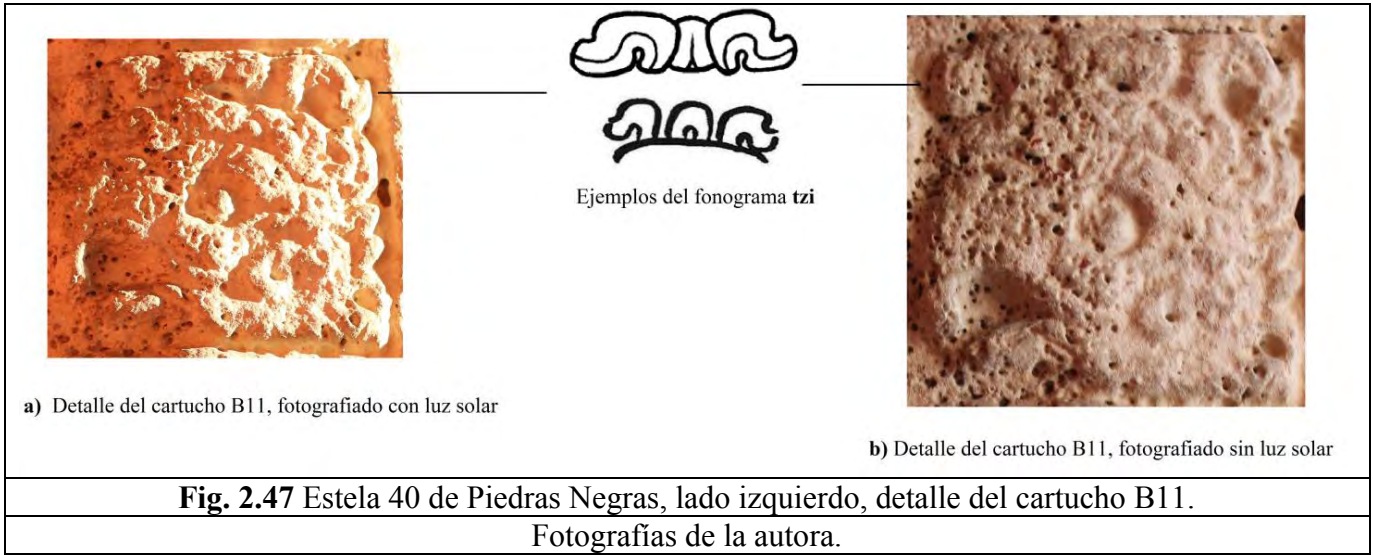 Ejemplos del fonograma tzi
a) Detalle del cartucho B11, fotografiado con luz solar
b) Detalle del cartucho B11, fotografiado sin luz solar
Fig. 2.47 Estela 40 de Piedras Negras, lado izquierdo, detalle del cartucho B11.
Fotografías de la autora.